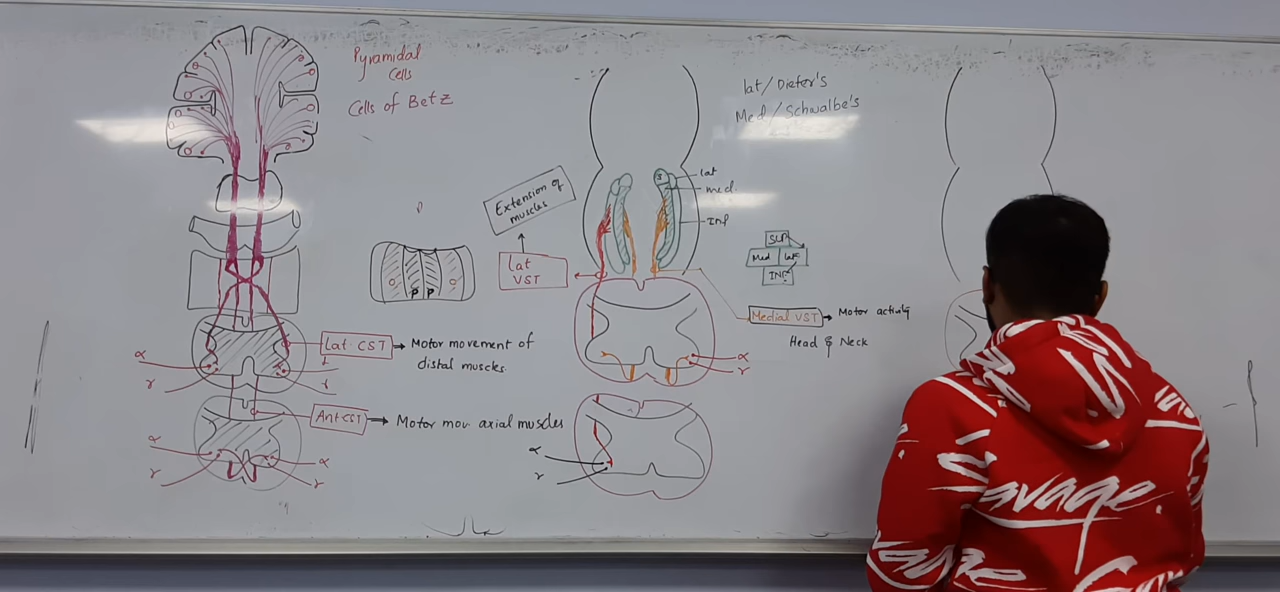 Pyramidal
Cells
Cells of Betz
P P
Lat. CST → Motor movement of
distal muscles.
α
γ
γ
Ant CST → Motor mov. axial muscles
α
γ
α
γ
lat/Dieter's
Med/Schwalbe's
Extension of
muscles
lat
VST
S
lat
med.
Inf
SUP
Med lat
INF
Medial VST → Motor activity
Head & Neck
α
γ
α
γ
Savage.